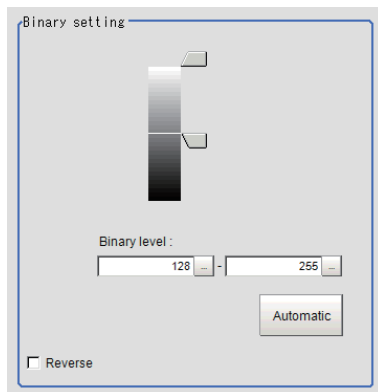 Binary setting
Binary level :
128 ... - 255 ...
Automatic
Reverse